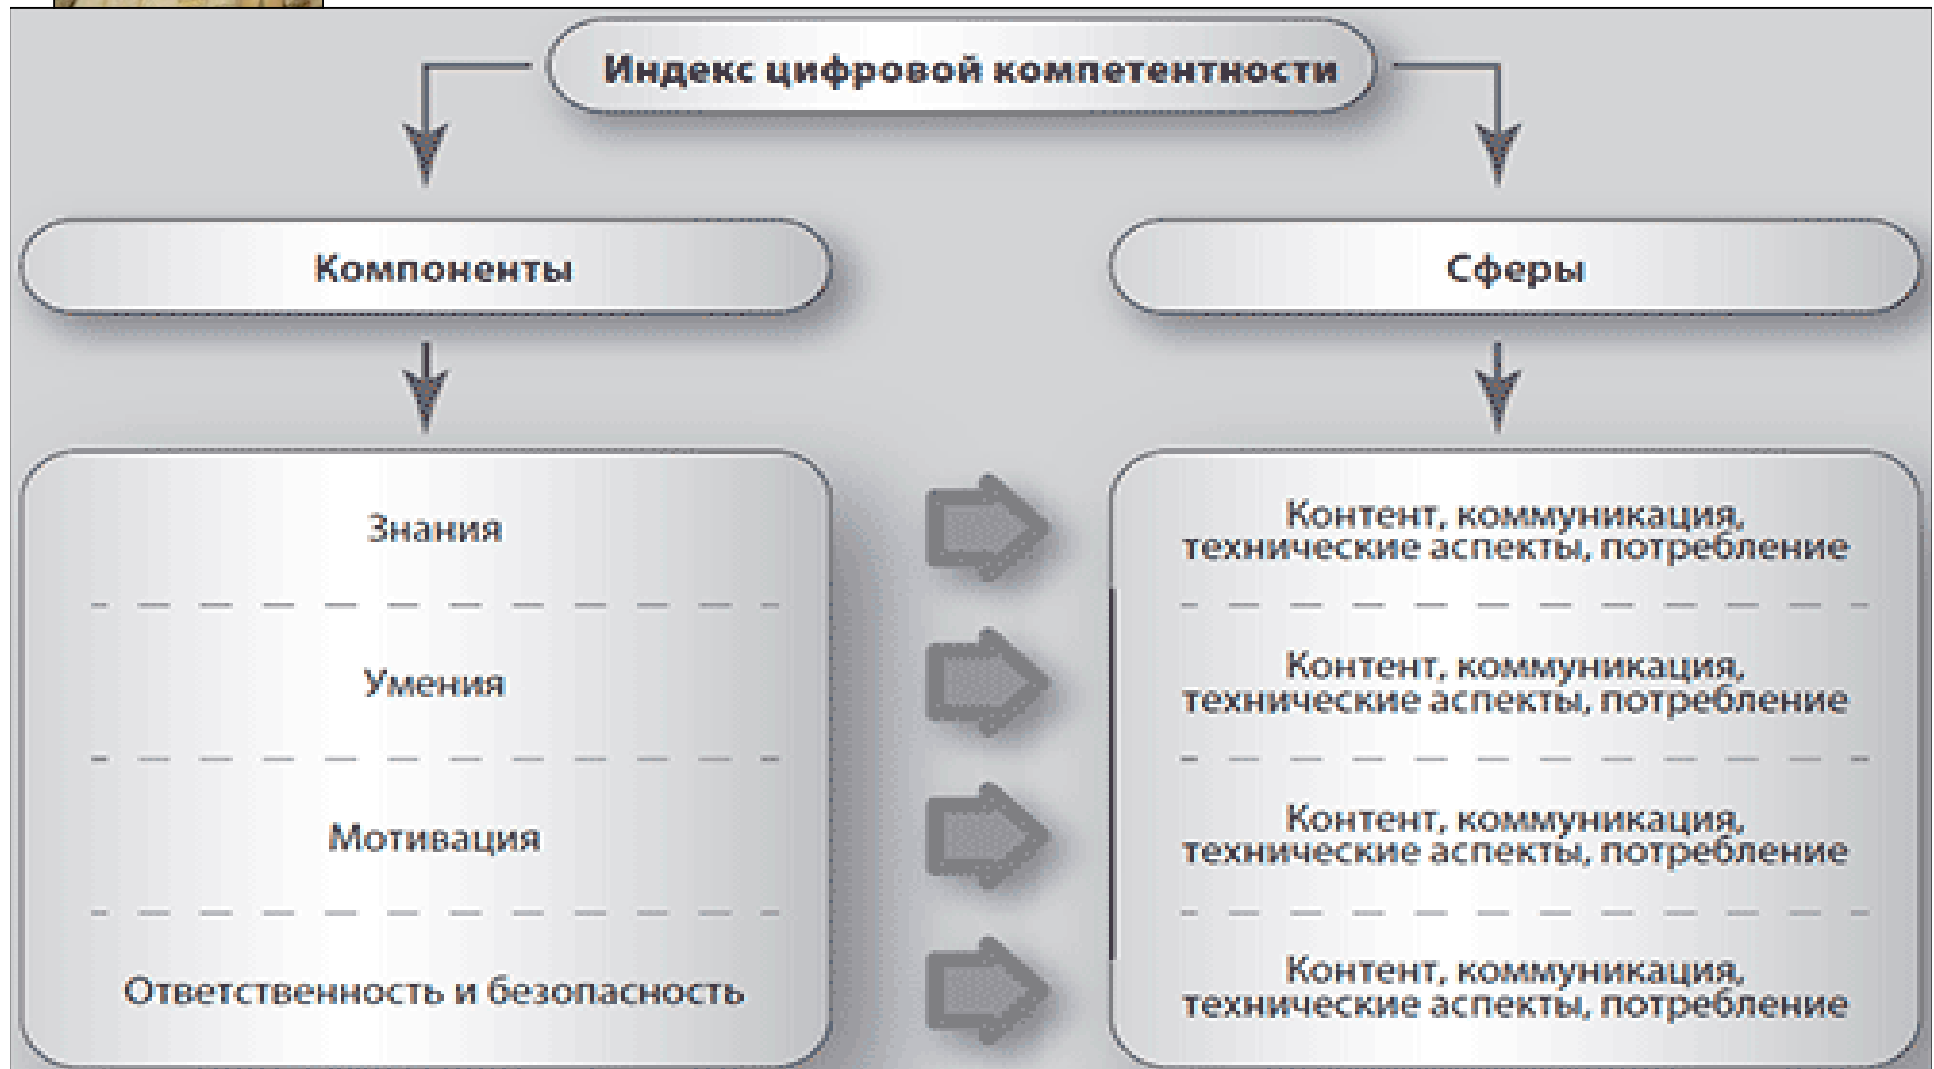 Индекс цифровой компетентности
Компоненты
Сферы
Знания
Контент, коммуникация,
технические аспекты, потребление
Умения
Контент, коммуникация,
технические аспекты, потребление
Мотивация
Контент, коммуникация,
технические аспекты, потребление
Ответственность и безопасность
Контент, коммуникация,
технические аспекты, потребление